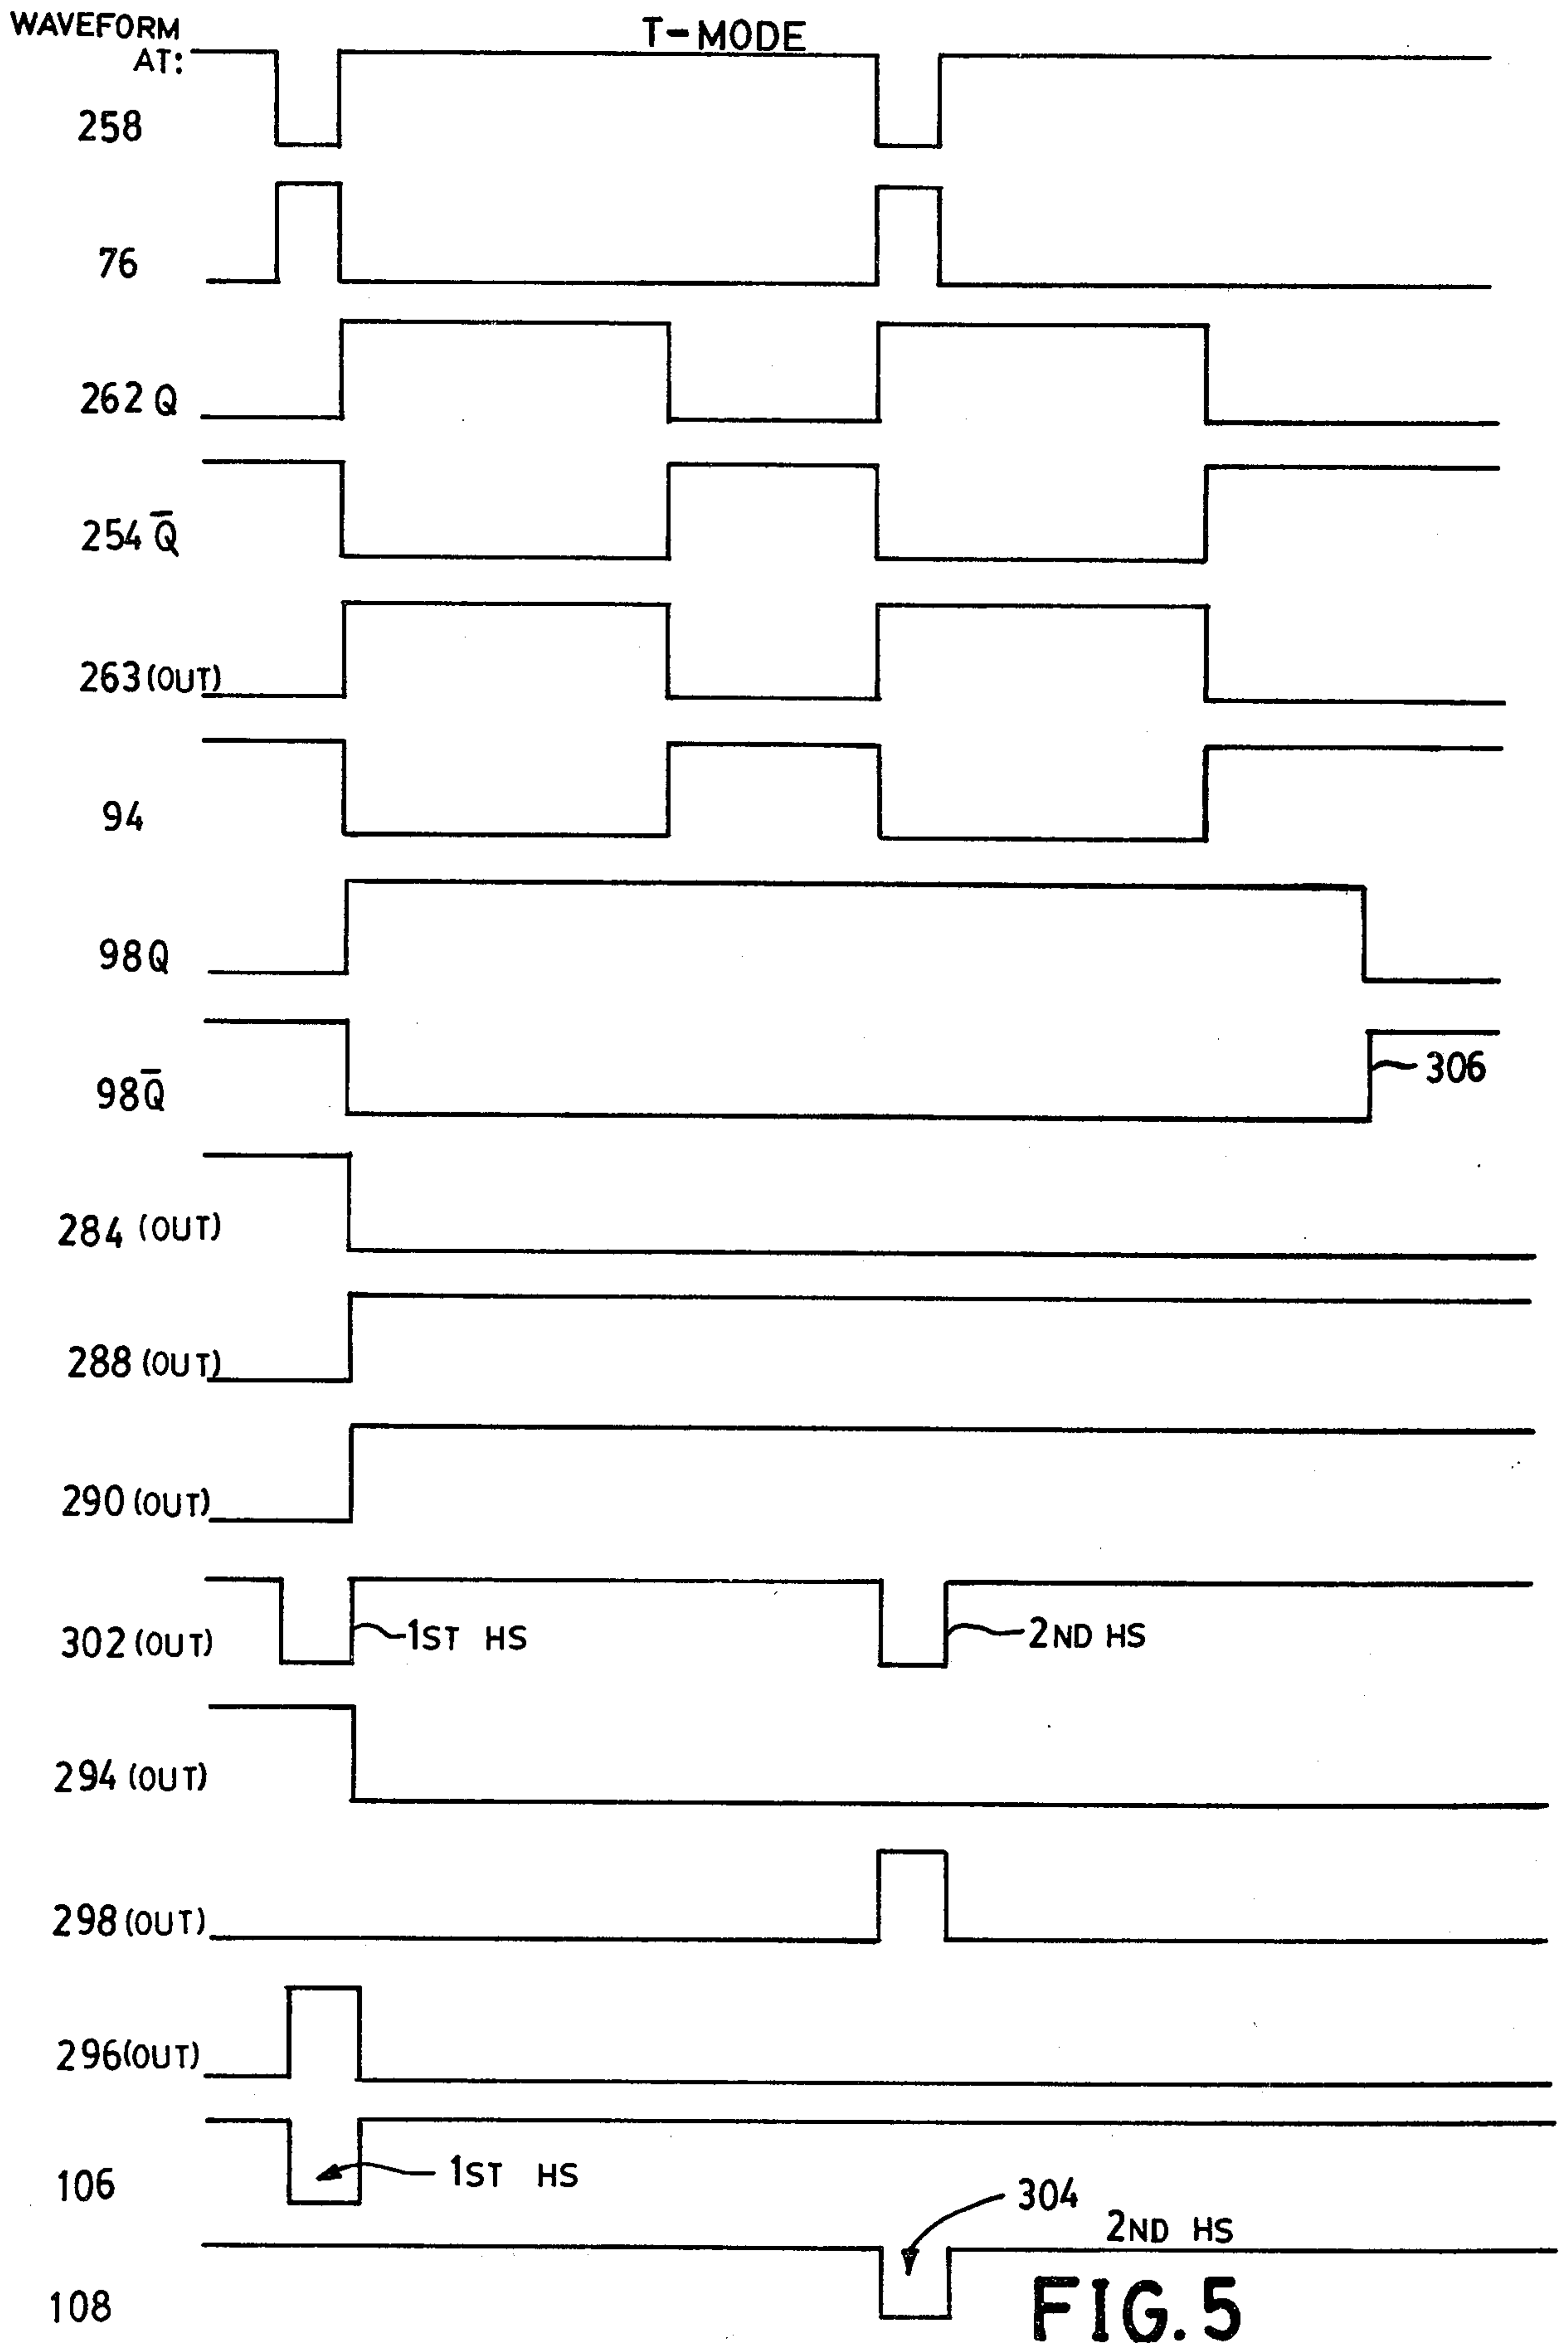 WAVEFORM
AT:
T-MODE
258
76
262 Q
254 Q̅
263 (OUT)
94
98Q
98Q̅
306
284 (OUT)
288 (OUT)
290 (OUT)
302 (OUT)
1ST HS
2ND HS
294 (OUT)
298 (OUT)
296 (OUT)
106
1ST HS
304
2ND HS
108
FIG. 5